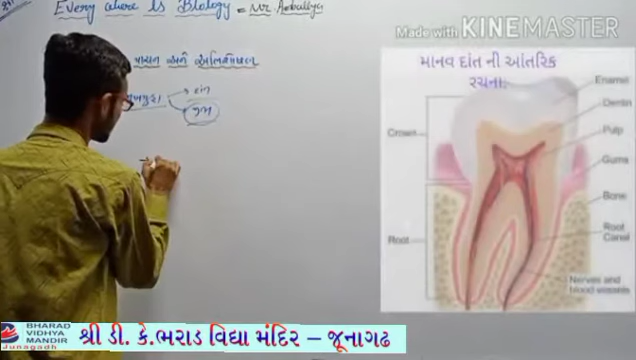 Every where Is Biology = Mr
Made with KINEMASTER
પાચન અને અભિશોષણ
મુખગુહા
દાંત
જીભ
માનવ દાંત ની આંતરિક
રચના:
Enamel
Dentin
Crown
Pulp
Gums
Bone
Root
Root
Canal
Nerves and
blood vessels
BHARAD
VIDHYA
MANDIR
Junagadh
શ્રી ડી. કે.ભરાડ વિદ્યા મંદિર – જૂનાગઢ